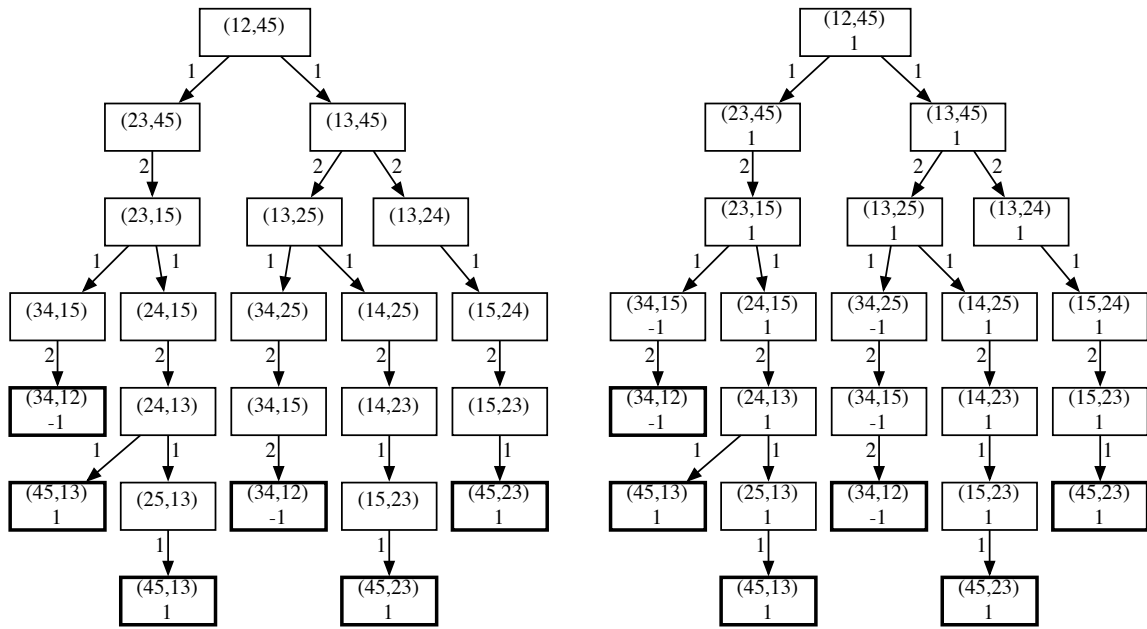 (12,45)
1 1
(23,45) (13,45)
2 2 2
(23,15) (13,25) (13,24)
1 1 1 1 1
(34,15) (24,15) (34,25) (14,25) (15,24)
2 2 2 2 2
(34,12) (24,13) (34,15) (14,23) (15,23)
-1
1 1 2 1 1
(45,13) (25,13) (34,12) (15,23) (45,23)
1 -1 1
1 1
(45,13) (45,23)
1 1
(12,45)
1
1 1
(23,45) (13,45)
1 1
2 2 2
(23,15) (13,25) (13,24)
1 1 1
1 1 1 1 1
(34,15) (24,15) (34,25) (14,25) (15,24)
-1 1 -1 1 1
2 2 2 2 2
(34,12) (24,13) (34,15) (14,23) (15,23)
-1 1 -1 1 1
1 1 2 1 1
(45,13) (25,13) (34,12) (15,23) (45,23)
1 1 -1 1 1
1 1
(45,13) (45,23)
1 1